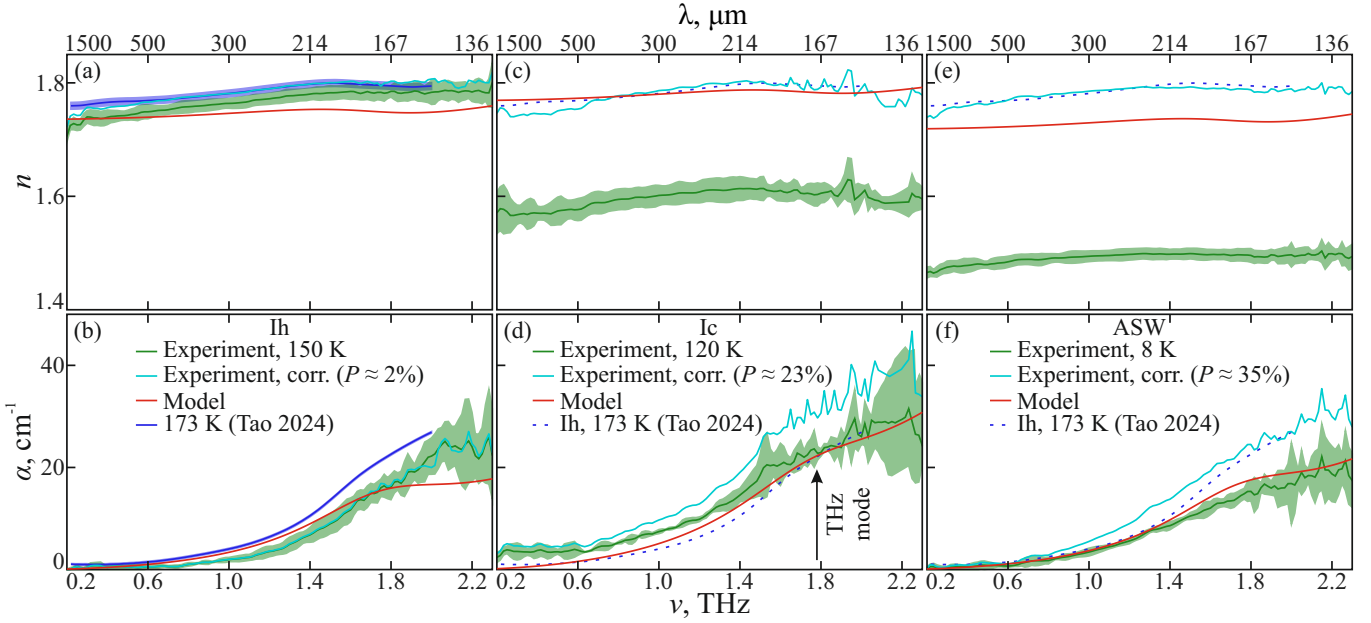 λ, μm
1500 500 300 214 167 136 1500 500 300 214 167 136 1500 500 300 214 167 136
(a) (c) (e)
1.8
n
1.6
1.4
(b) Ih (d) Ic (f) ASW
Experiment, 150 K Experiment, 120 K Experiment, 8 K
Experiment, corr. (P ≈ 2%) Experiment, corr. (P ≈ 23%) Experiment, corr. (P ≈ 35%)
Model Model Model
173 K (Tao 2024) Ih, 173 K (Tao 2024) Ih, 173 K (Tao 2024)
40
α, cm⁻¹
20
THz
mode
0
0.2 0.6 1.0 1.4 1.8 2.2 0.2 0.6 1.0 1.4 1.8 2.2 0.2 0.6 1.0 1.4 1.8 2.2
ν, THz